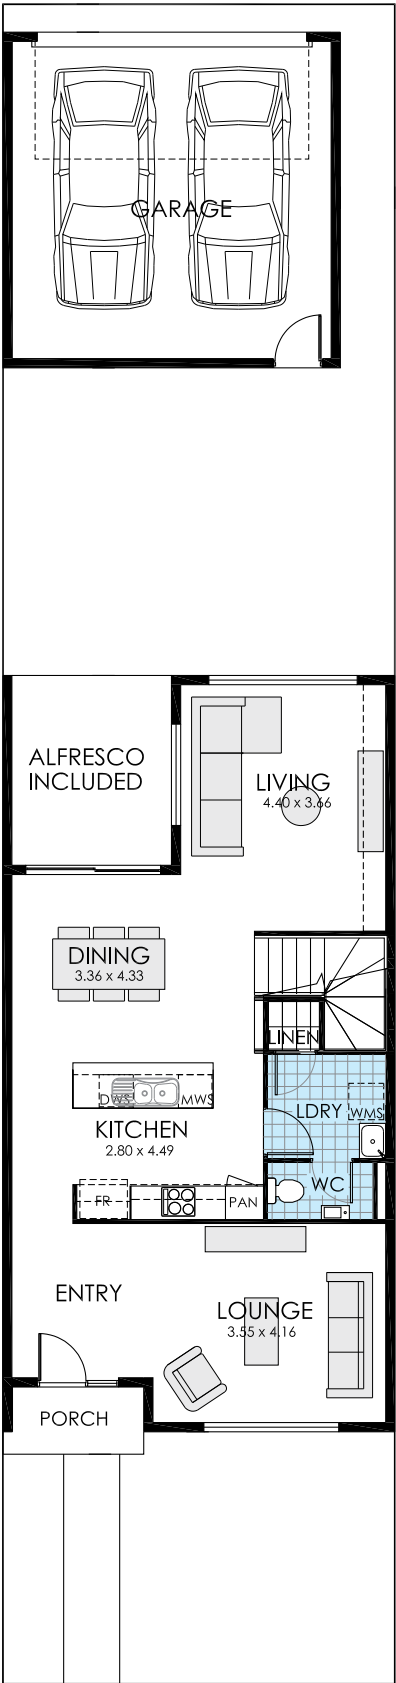 GARAGE
ALFRESCO
INCLUDED
LIVING
4.40 x 3.66
DINING
3.36 x 4.33
LINEN
DWS
MWS
LDRY
WMS
KITCHEN
2.80 x 4.49
WC
FR
PAN
ENTRY
LOUNGE
3.55 x 4.16
PORCH